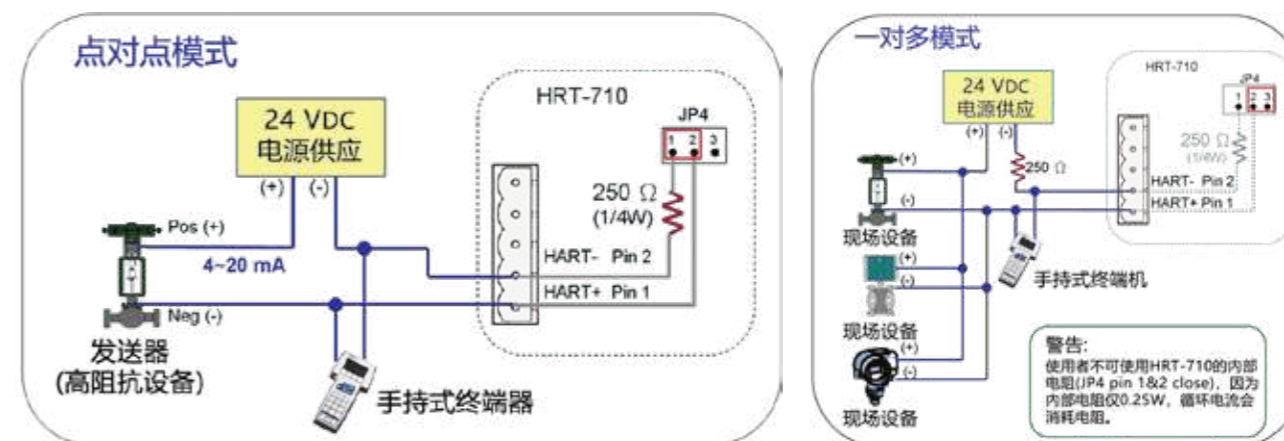 点对点模式
24 VDC
电源供应
(+) (-)
HRT-710
JP4
1 2 3
250 Ω
(1/4W)
HART- Pin 2
HART+ Pin 1
Pos (+)
4~20 mA
Neg (-)
发送器
(高阻抗设备)
手持式终端器
一对多模式
24 VDC
电源供应
(+) (-)
HRT-710
JP4
1 2 3
250 Ω
(1/4W)
250 Ω
HART- Pin 2
HART+ Pin 1
(+)
(-)
现场设备
(+)
(-)
现场设备
(+)
(-)
现场设备
手持式终端机
警告:
使用者不可使用HRT-710的内部
电阻(JP4 pin 1&2 close)，因为
内部电阻仅0.25W，循环电流会
消耗电阻。